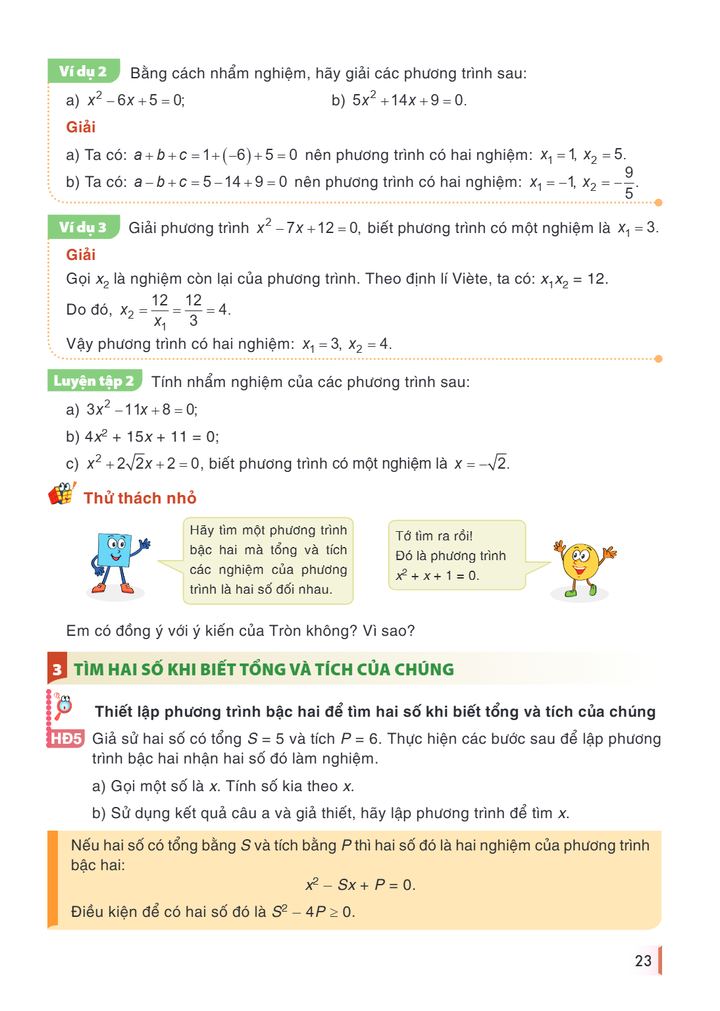 Ví dụ 2 Bằng cách nhẩm nghiệm, hãy giải các phương trình sau:
a) x² − 6x + 5 = 0; b) 5x² + 14x + 9 = 0.
Giải
a) Ta có: a + b + c = 1 + (−6) + 5 = 0 nên phương trình có hai nghiệm: x₁ = 1, x₂ = 5.
b) Ta có: a − b + c = 5 − 14 + 9 = 0 nên phương trình có hai nghiệm: x₁ = −1, x₂ = −9/5.
Ví dụ 3 Giải phương trình x² − 7x + 12 = 0, biết phương trình có một nghiệm là x₁ = 3.
Giải
Gọi x₂ là nghiệm còn lại của phương trình. Theo định lí Viète, ta có: x₁x₂ = 12.
Do đó, x₂ = 12/x₁ = 12/3 = 4.
Vậy phương trình có hai nghiệm: x₁ = 3, x₂ = 4.
Luyện tập 2 Tính nhẩm nghiệm của các phương trình sau:
a) 3x² − 11x + 8 = 0;
b) 4x² + 15x + 11 = 0;
c) x² + 2√2x + 2 = 0, biết phương trình có một nghiệm là x = −√2.
Thử thách nhỏ
Hãy tìm một phương trình
bậc hai mà tổng và tích
các nghiệm của phương
trình là hai số đối nhau.
Tớ tìm ra rồi!
Đó là phương trình
x² + x + 1 = 0.
Em có đồng ý với ý kiến của Tròn không? Vì sao?
3 TÌM HAI SỐ KHI BIẾT TỔNG VÀ TÍCH CỦA CHÚNG
Thiết lập phương trình bậc hai để tìm hai số khi biết tổng và tích của chúng
HĐ5 Giả sử hai số có tổng S = 5 và tích P = 6. Thực hiện các bước sau để lập phương
trình bậc hai nhận hai số đó làm nghiệm.
a) Gọi một số là x. Tính số kia theo x.
b) Sử dụng kết quả câu a và giả thiết, hãy lập phương trình để tìm x.
Nếu hai số có tổng bằng S và tích bằng P thì hai số đó là hai nghiệm của phương trình
bậc hai:
x² − Sx + P = 0.
Điều kiện để có hai số đó là S² − 4P ≥ 0.
23